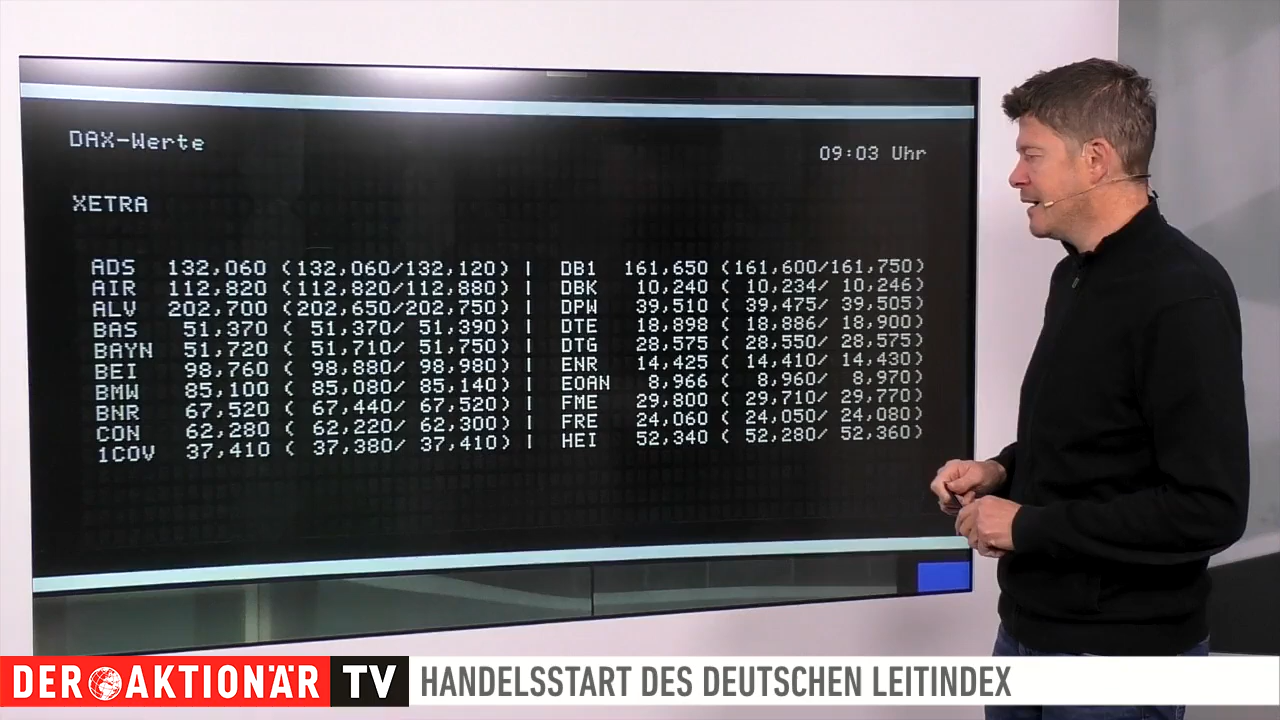 DAX-Werte
09:03 Uhr
XETRA
ADS 132,060 (132,060/132,120) | DB1 161,650 (161,600/161,750)
AIR 112,820 (112,820/112,880) | DBK 10,240 ( 10,234/ 10,246)
ALV 202,700 (202,650/202,750) | DPW 39,510 ( 39,475/ 39,505)
BAS 51,370 ( 51,370/ 51,390) | DTE 18,898 ( 18,886/ 18,900)
BAYN 51,720 ( 51,710/ 51,750) | DTG 28,575 ( 28,550/ 28,575)
BEI 98,760 ( 98,880/ 98,980) | ENR 14,425 ( 14,410/ 14,430)
BMW 85,100 ( 85,080/ 85,140) | EOAN 8,966 ( 8,960/ 8,970)
BNR 67,520 ( 67,440/ 67,520) | FME 29,800 ( 29,710/ 29,770)
CON 62,280 ( 62,220/ 62,300) | FRE 24,060 ( 24,050/ 24,080)
1COV 37,410 ( 37,380/ 37,410) | HEI 52,340 ( 52,280/ 52,360)
DER AKTIONÄR TV
HANDELSSTART DES DEUTSCHEN LEITINDEX